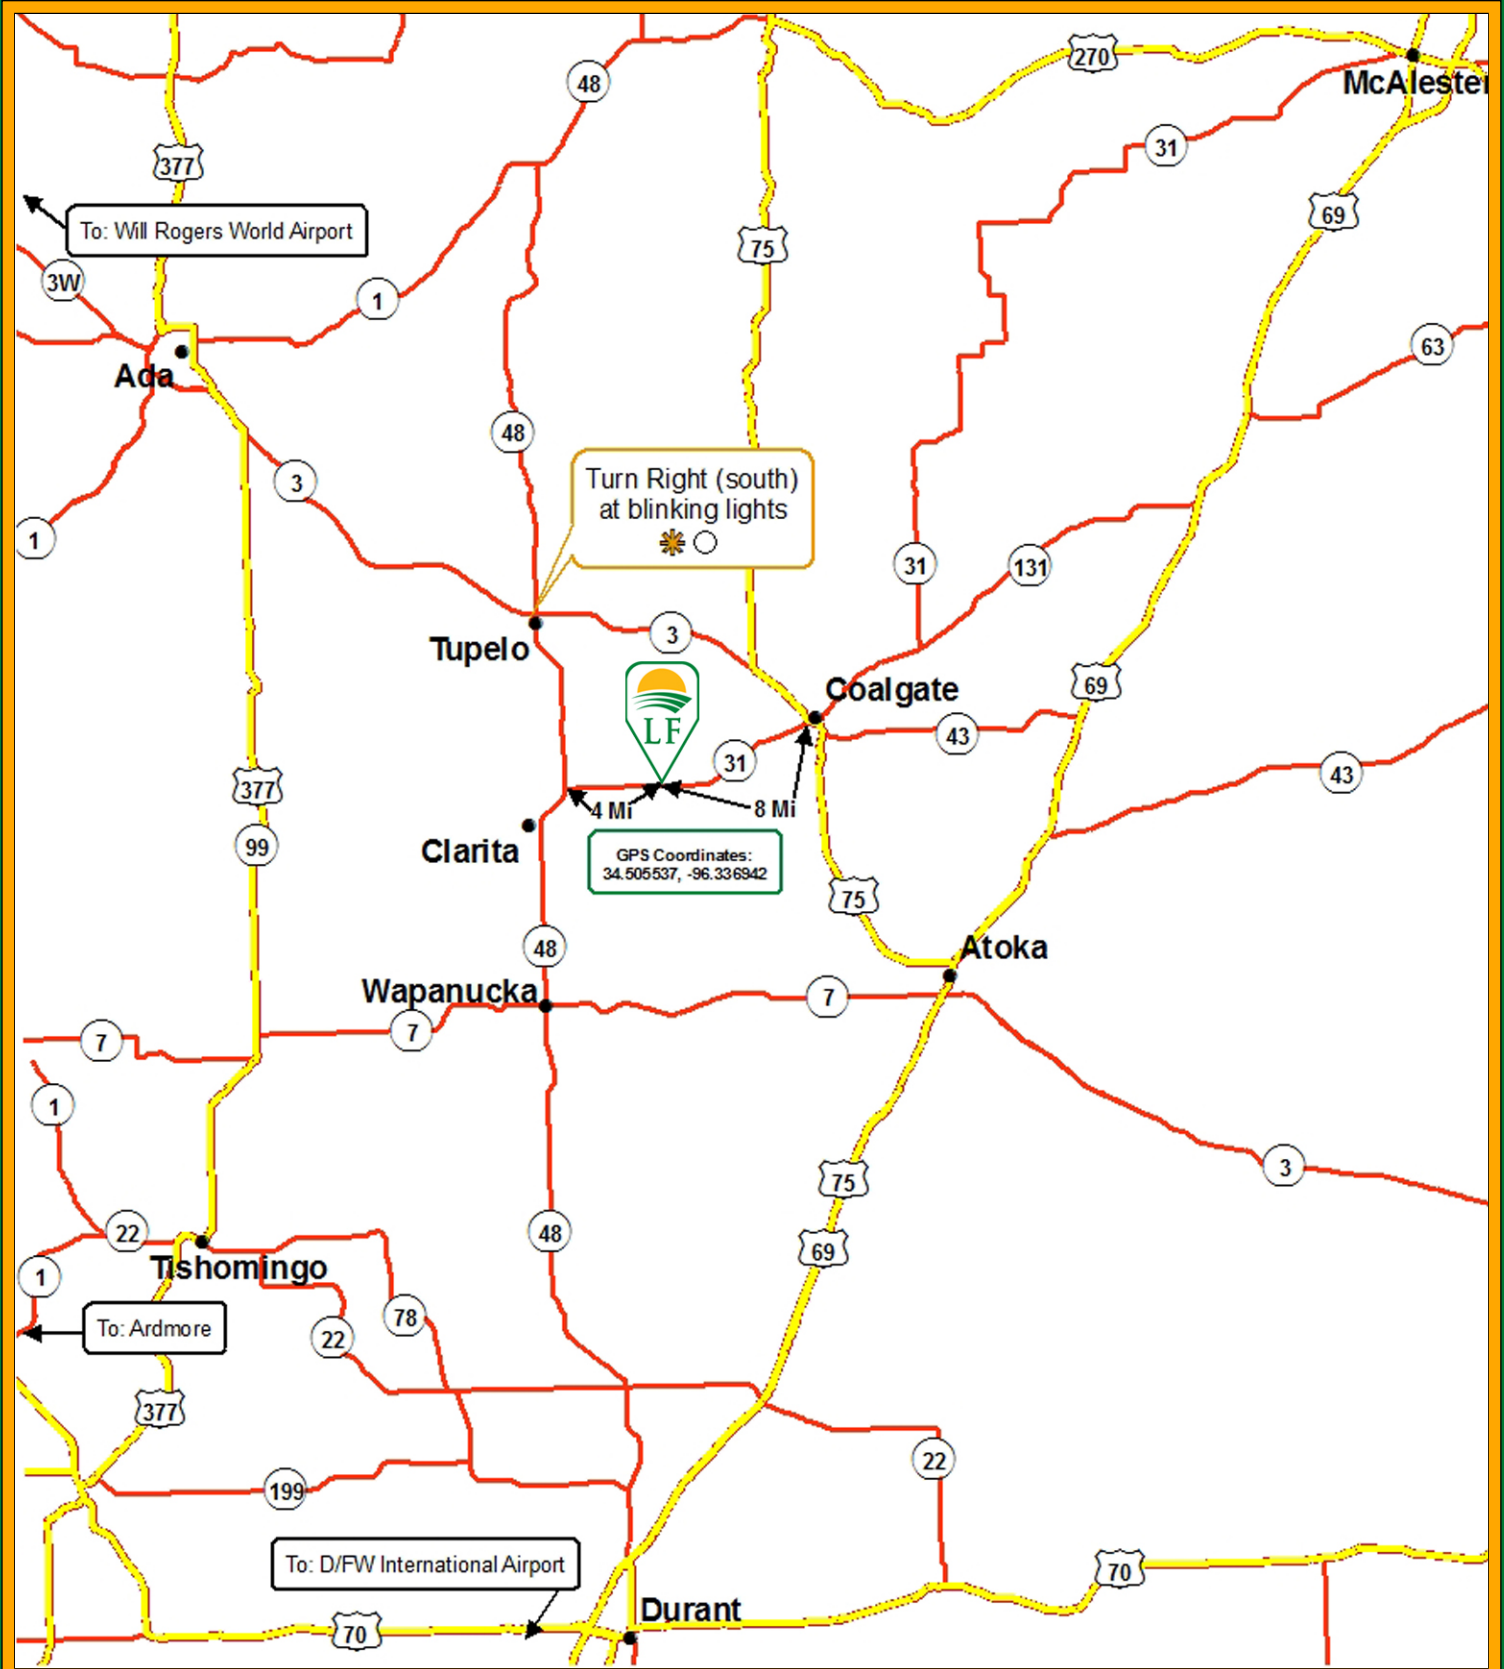 270
McAlester
48
377
31
69
75
To: Will Rogers World Airport
3W
1
63
Ada
48
3
Turn Right (south)
at blinking lights
1
31
131
3
Tupelo
69
Coalgate
LF
43
31
43
377
4 Mi
8 Mi
99
Clarita
GPS Coordinates:
34.505537, -96.336942
75
48
Atoka
Wapanucka
7
7
7
1
3
75
22
48
69
Tishomingo
1
78
To: Ardmore
22
377
22
199
To: D/FW International Airport
70
Durant
70